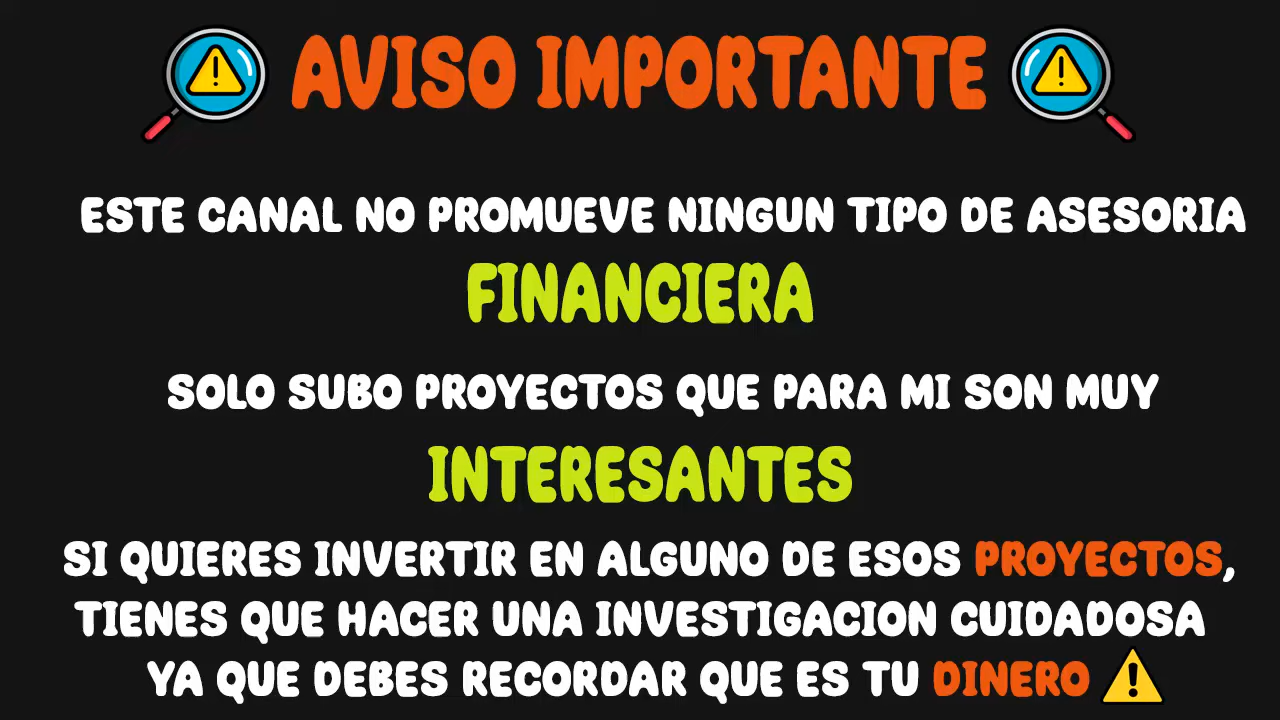 AVISO IMPORTANTE
ESTE CANAL NO PROMUEVE NINGUN TIPO DE ASESORIA
FINANCIERA
SOLO SUBO PROYECTOS QUE PARA MI SON MUY
INTERESANTES
SI QUIERES INVERTIR EN ALGUNO DE ESOS PROYECTOS,
TIENES QUE HACER UNA INVESTIGACION CUIDADOSA
YA QUE DEBES RECORDAR QUE ES TU DINERO